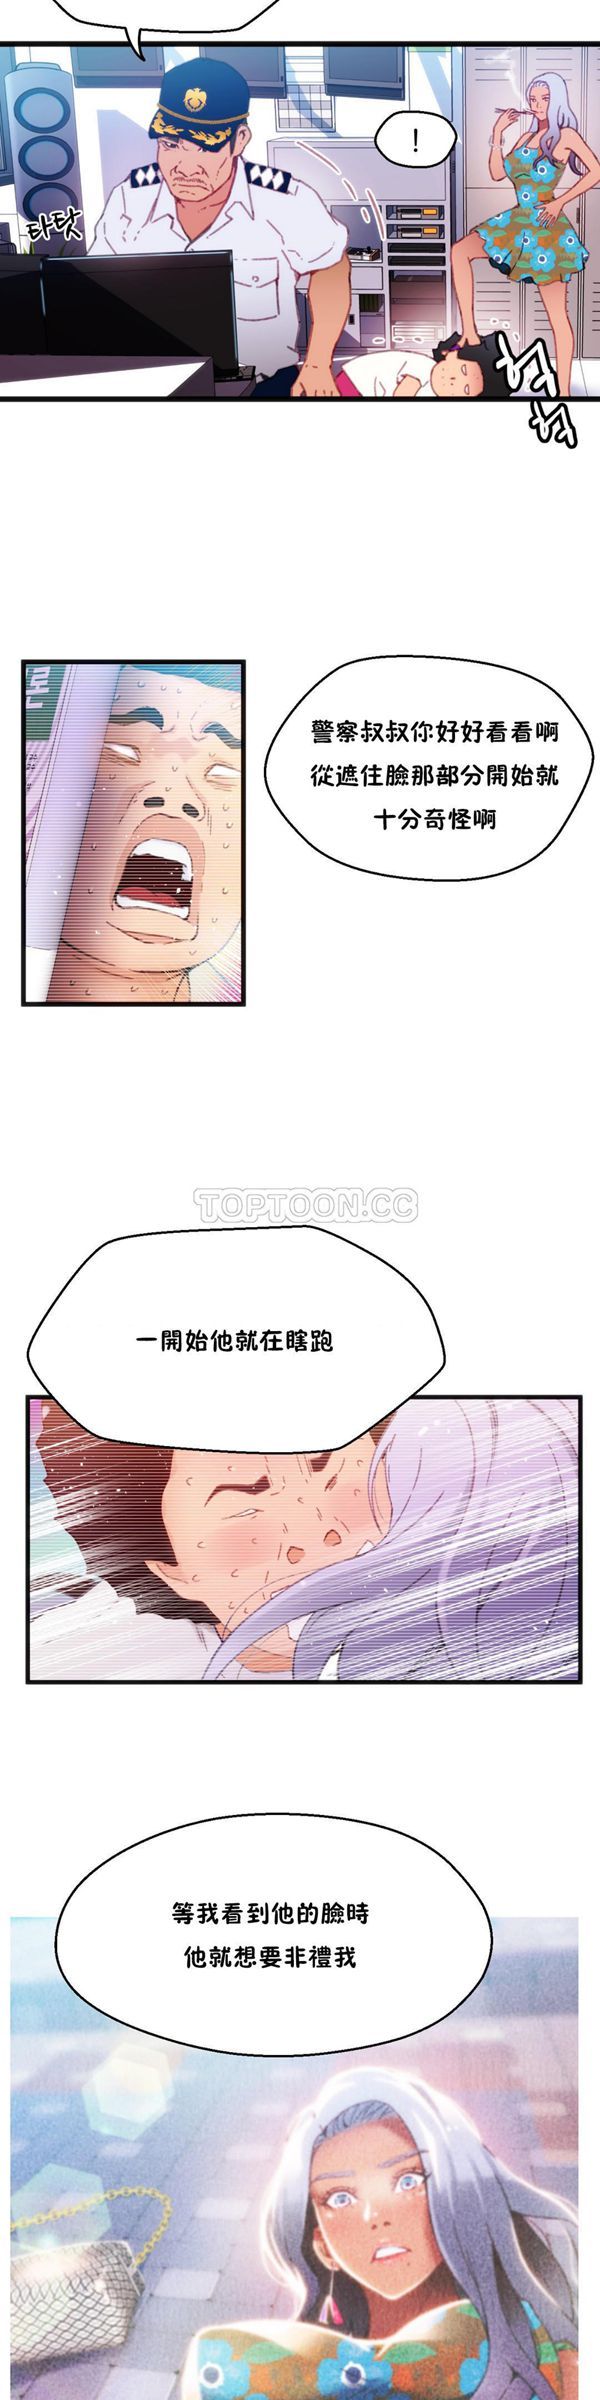 !
타탓
警察叔叔你好好看看啊
從遮住臉那部分開始就
十分奇怪啊
TOPTOON.CC
一開始他就在瞎跑
等我看到他的臉時
他就想要非禮我